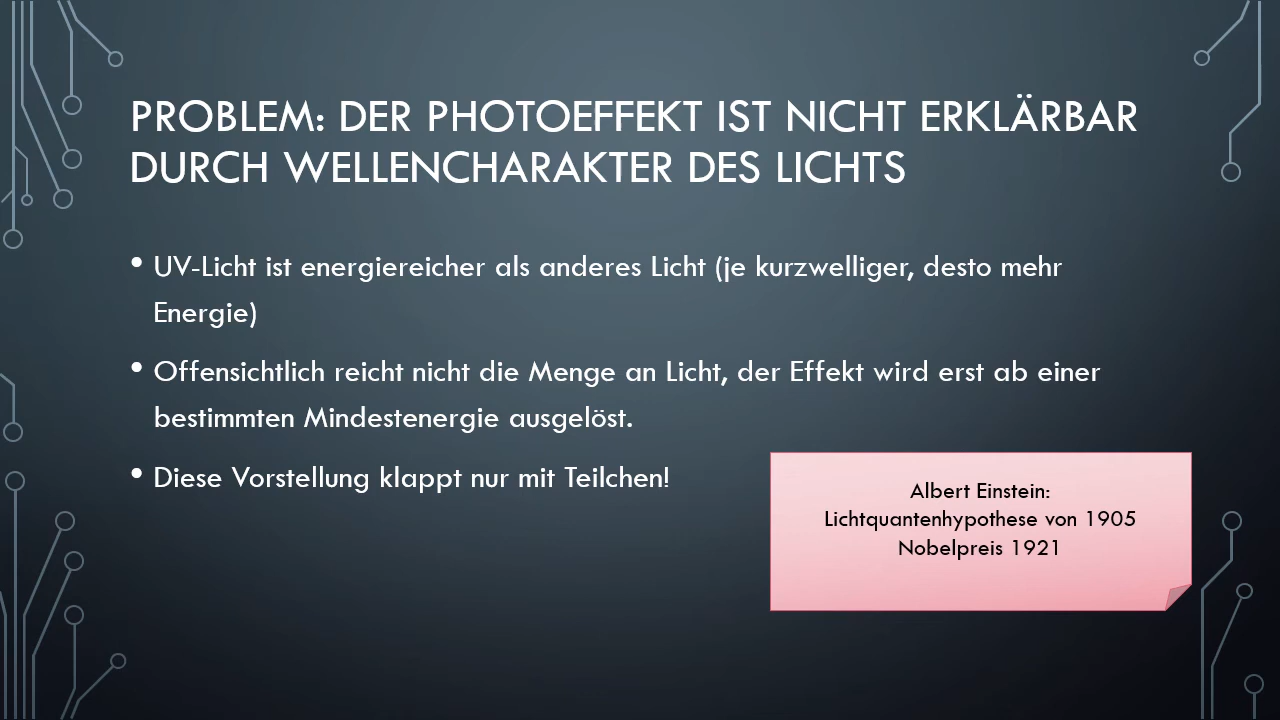 PROBLEM: DER PHOTOEFFEKT IST NICHT ERKLÄRBAR
DURCH WELLENCHARAKTER DES LICHTS
• UV-Licht ist energiereicher als anderes Licht (je kurzwelliger, desto mehr
Energie)
• Offensichtlich reicht nicht die Menge an Licht, der Effekt wird erst ab einer
bestimmten Mindestenergie ausgelöst.
• Diese Vorstellung klappt nur mit Teilchen!
Albert Einstein:
Lichtquantenhypothese von 1905
Nobelpreis 1921